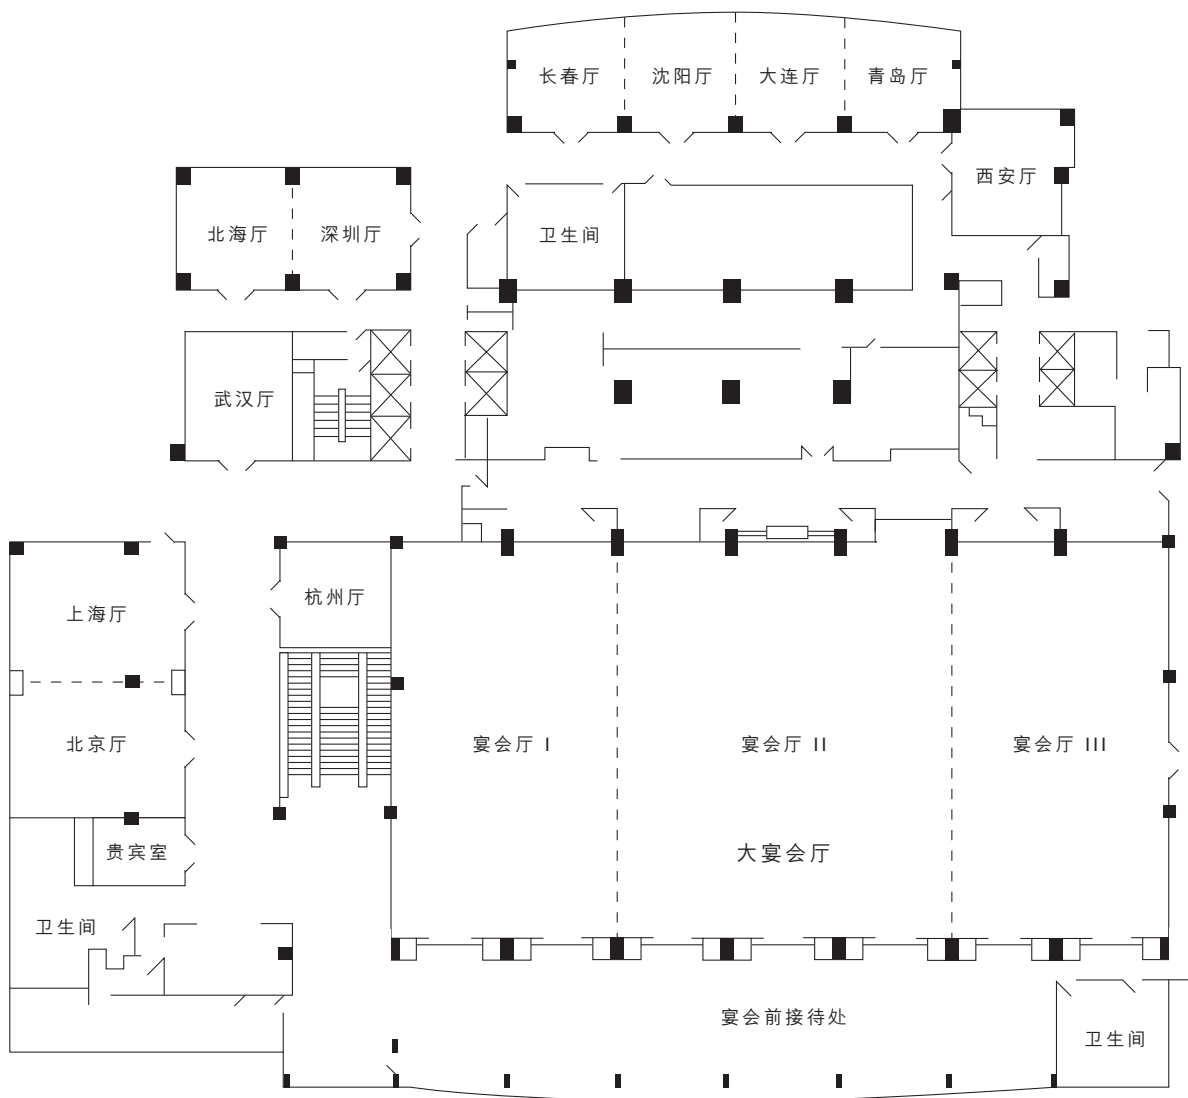 长春厅
沈阳厅
大连厅
青岛厅
西安厅
北海厅
深圳厅
卫生间
武汉厅
杭州厅
上海厅
北京厅
宴会厅 I
宴会厅 II
宴会厅 III
贵宾室
大宴会厅
卫生间
宴会前接待处
卫生间